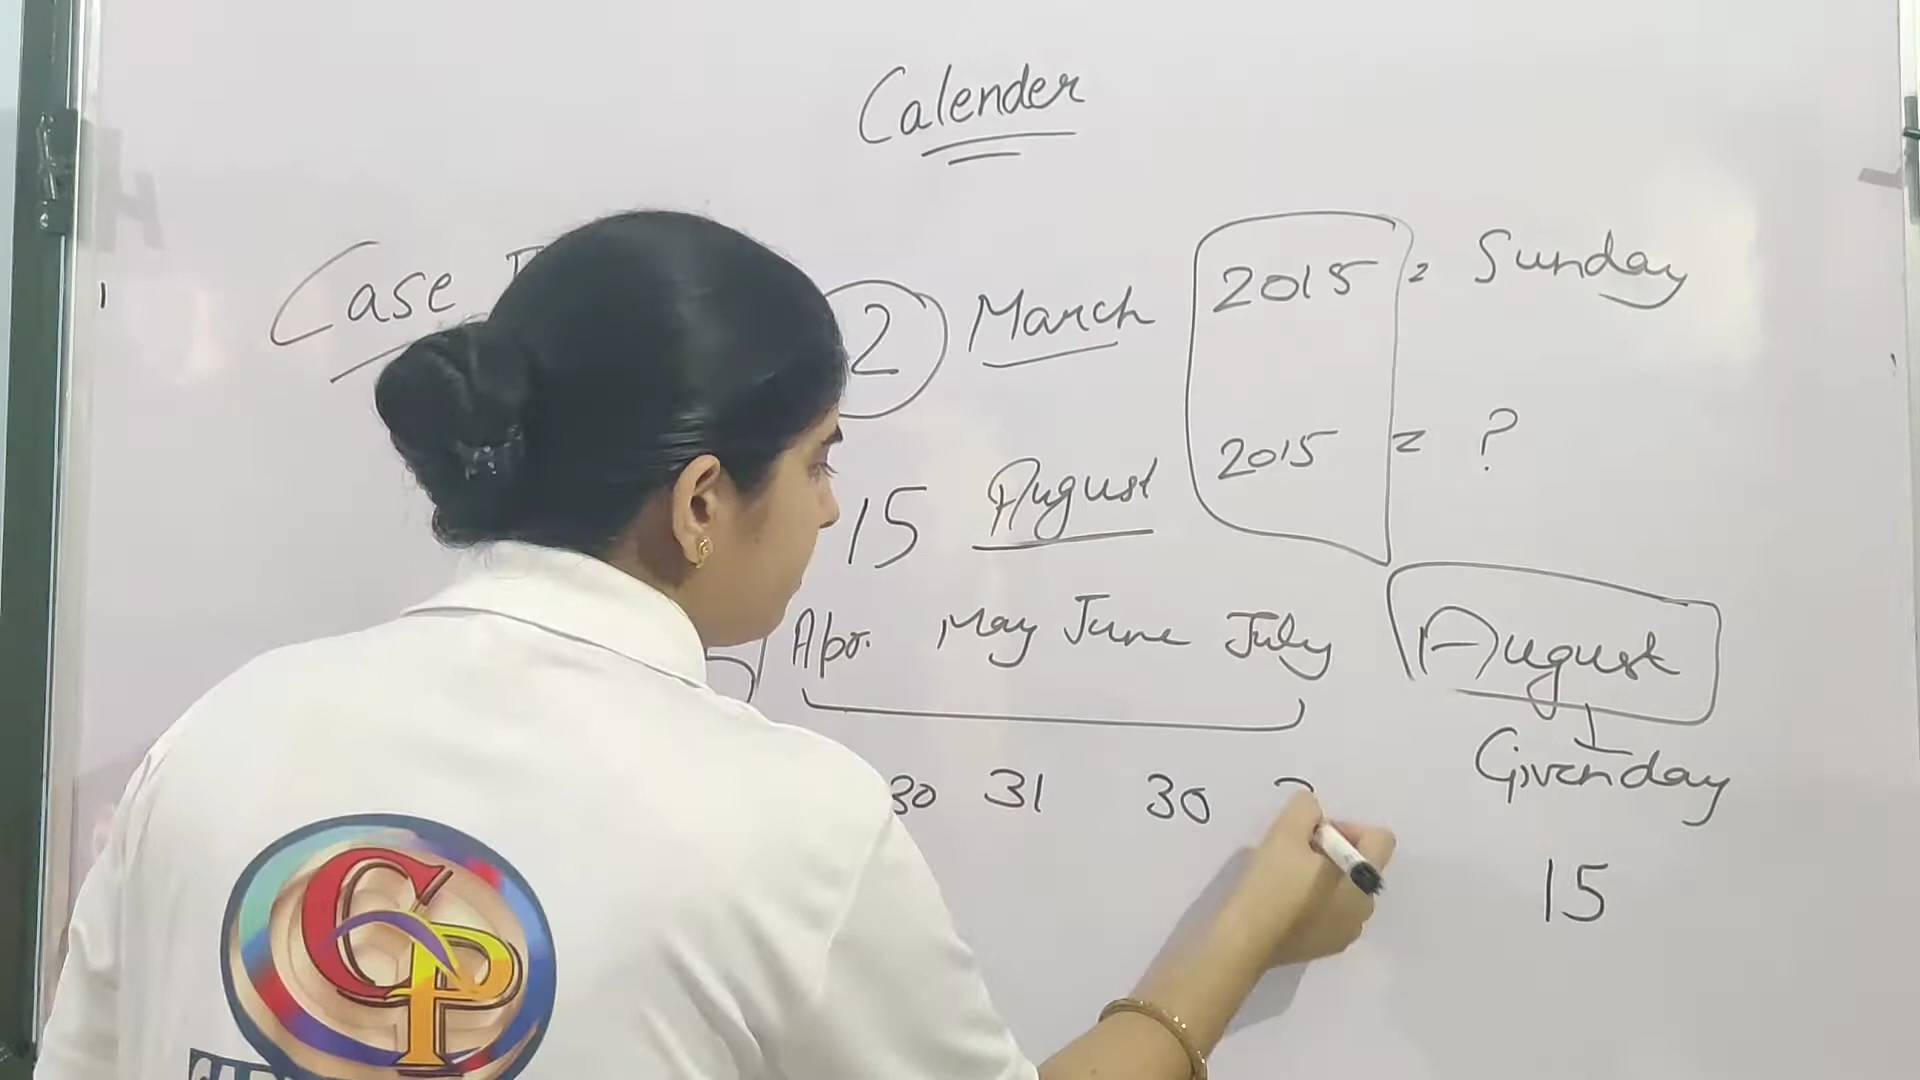 Calender
Case
2 March 2015 = Sunday
15 August 2015 = ?
Apr. May June July August
Givenday
30 31 30
15
CP